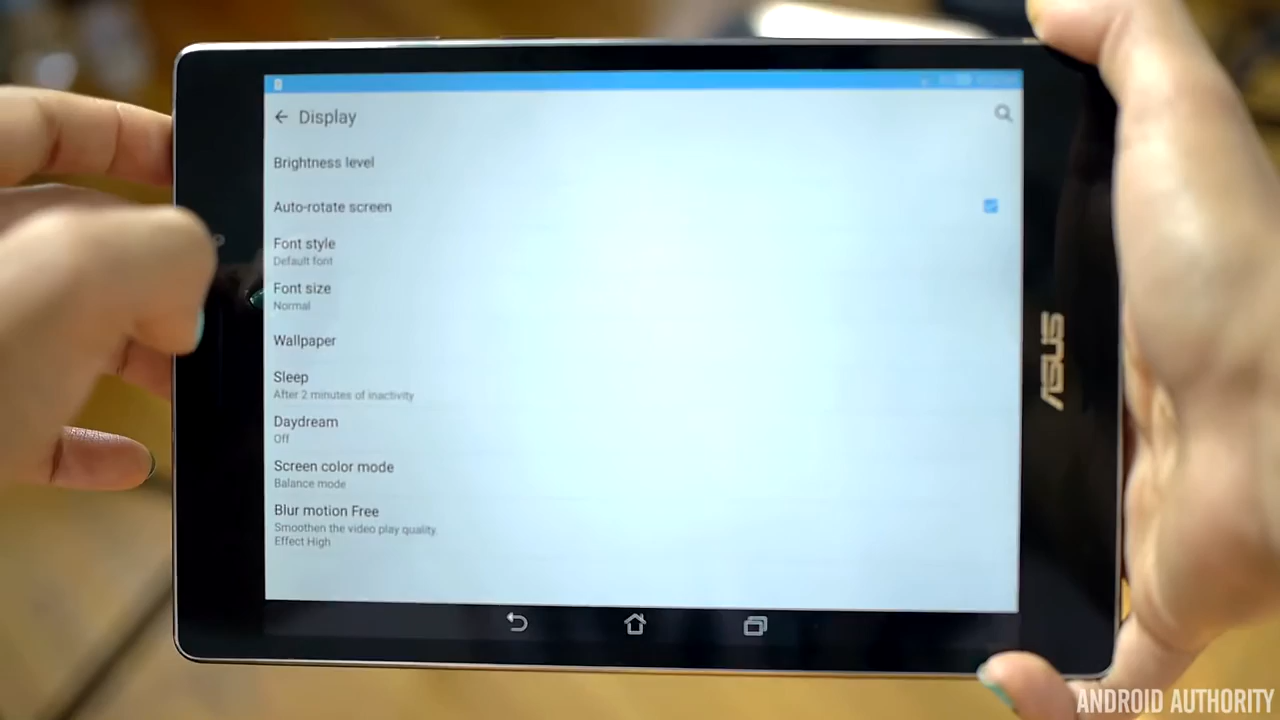 Display
Brightness level
Auto-rotate screen
Font style
Default font
Font size
Normal
Wallpaper
Sleep
After 2 minutes of inactivity
Daydream
Off
Screen color mode
Balance mode
Blur motion Free
Smoothen the video play quality.
Effect High
ASUS
ANDROID AUTHORITY